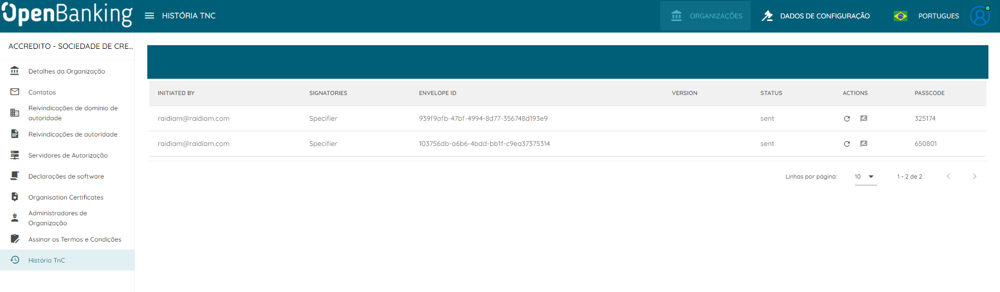 OpenBanking
HISTÓRIA TNC
ORGANIZAÇÕES
DADOS DE CONFIGURAÇÃO
PORTUGUES
ACCREDITO - SOCIEDADE DE CRE...
Detalhes da Organização
Contatos
Reivindicações de domínio de
autoridade
Reivindicações de autoridade
Servidores de Autorização
Declarações de software
Organisation Certificates
Administradores de
Organização
Assinar os Termos e Condições
História TnC
INITIATED BY SIGNATORIES ENVELOPE ID VERSION STATUS ACTIONS PASSCODE
raidiam@raidiam.com Specifier 939f9afb-47bf-4994-8d77-356748d193e9 sent 325174
raidiam@raidiam.com Specifier 103756db-a6b6-4bdd-bb1f-c9ea37375314 sent 650801
Linhas por página: 10 1 - 2 de 2